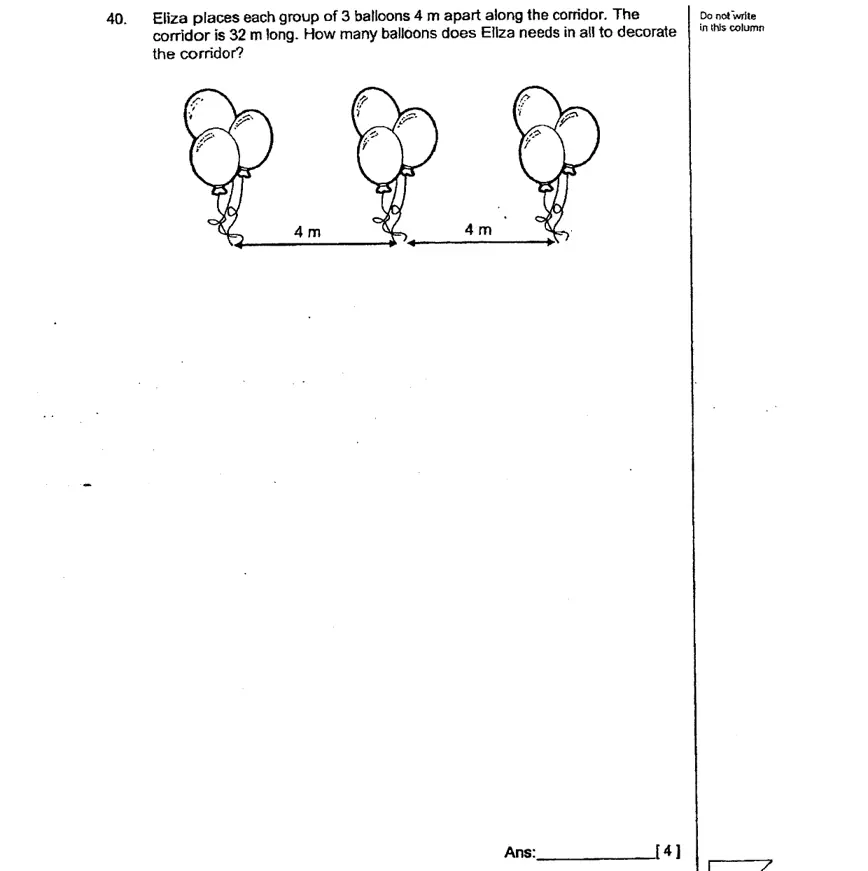 40. Eliza places each group of 3 balloons 4 m apart along the corridor. The
corridor is 32 m long. How many balloons does Eliza needs in all to decorate
the corridor?
Do not write
in this column
4 m
4 m
Ans:____________[ 4 ]